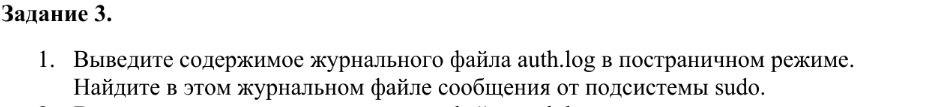 Задание 3.
1. Выведите содержимое журнального файла auth.log в постраничном режиме.
Найдите в этом журнальном файле сообщения от подсистемы sudo.